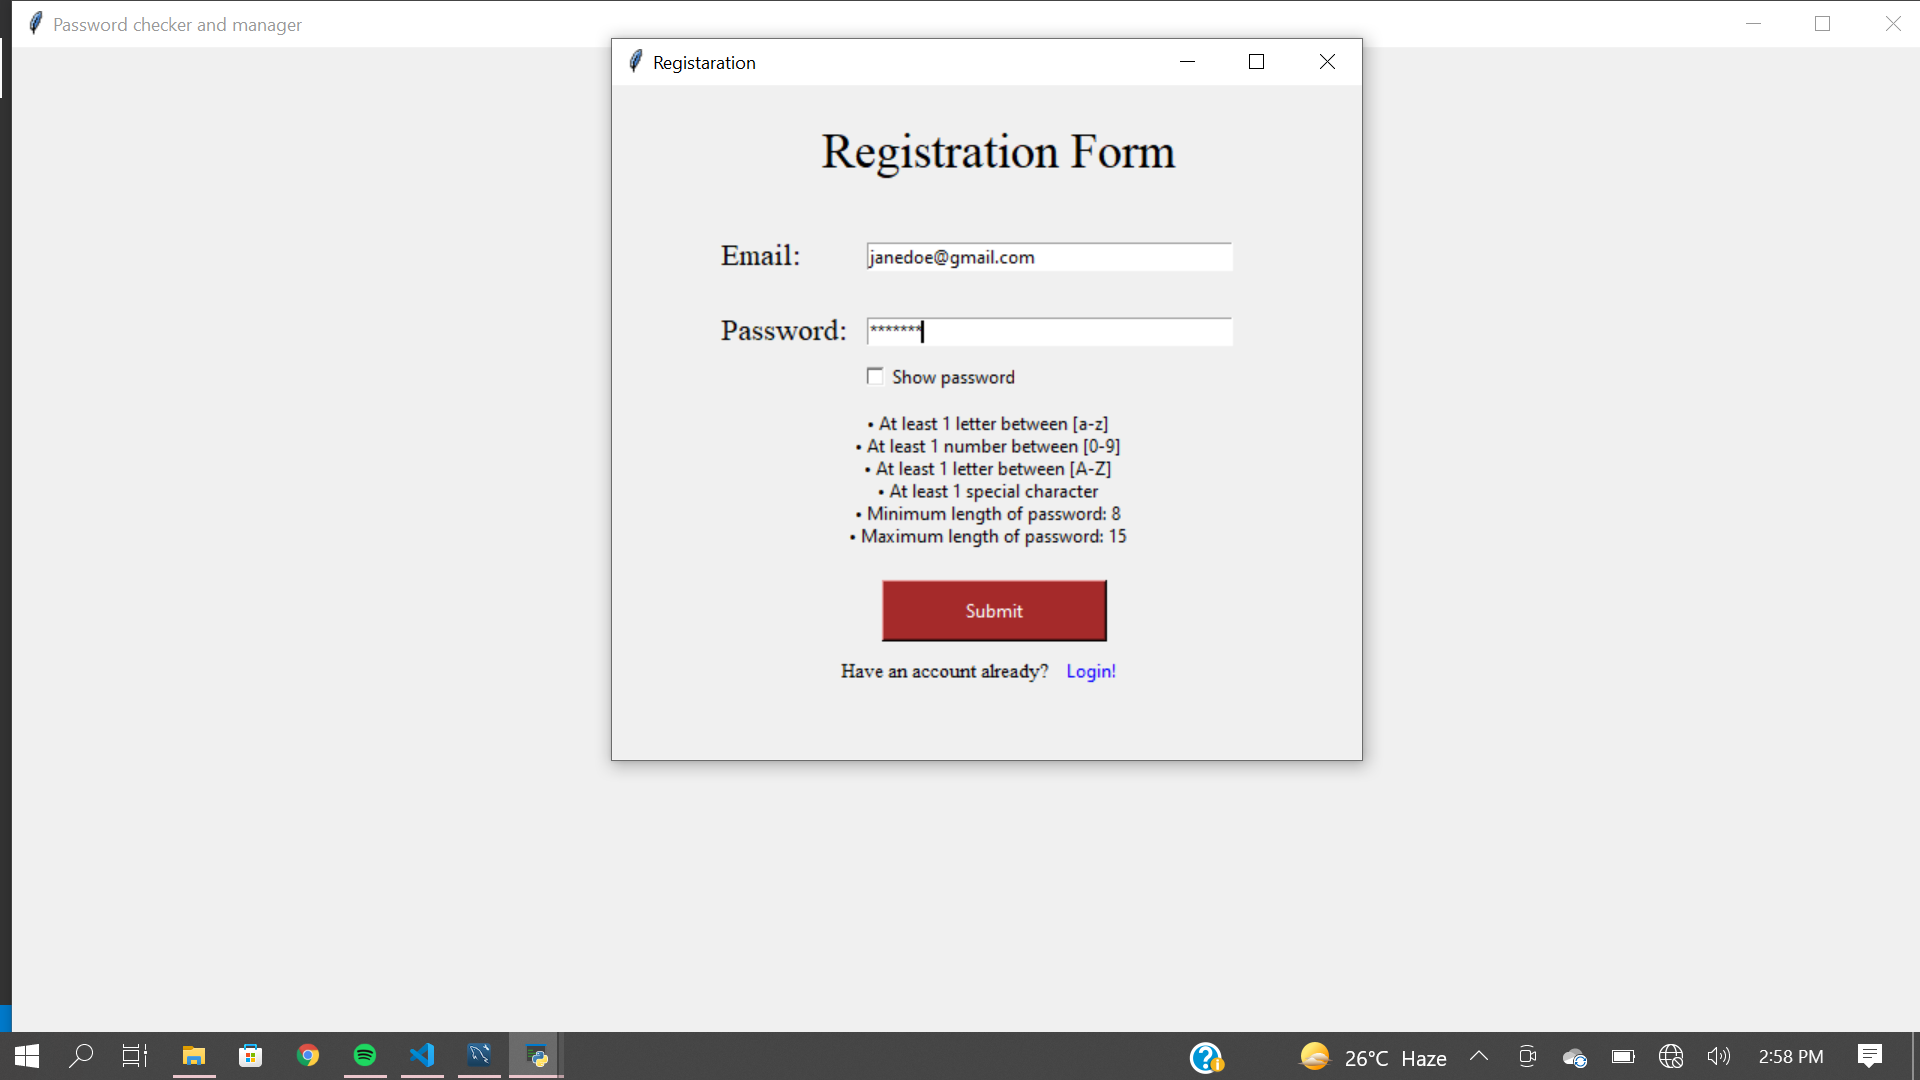 Password checker and manager
Registaration
Registration Form
Email: janedoe@gmail.com
Password: *******
Show password
• At least 1 letter between [a-z]
• At least 1 number between [0-9]
• At least 1 letter between [A-Z]
• At least 1 special character
• Minimum length of password: 8
• Maximum length of password: 15
Submit
Have an account already? Login!
26°C Haze 2:58 PM